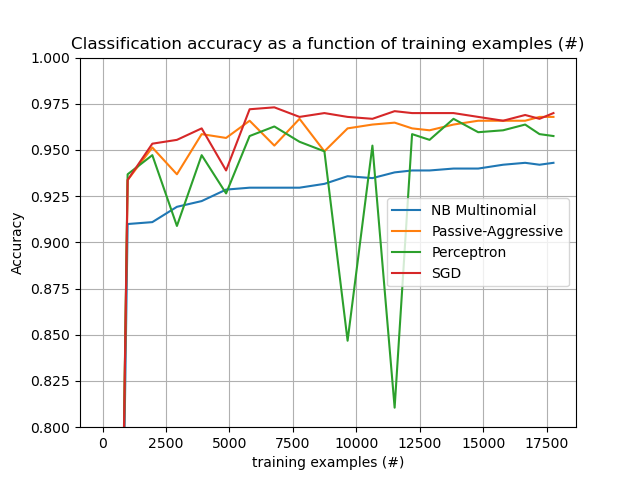 Classification accuracy as a function of training examples (#)
1.000
0.975
0.950
0.925
0.900
0.875
0.850
0.825
0.800
Accuracy
NB Multinomial
Passive-Aggressive
Perceptron
SGD
0 2500 5000 7500 10000 12500 15000 17500
training examples (#)